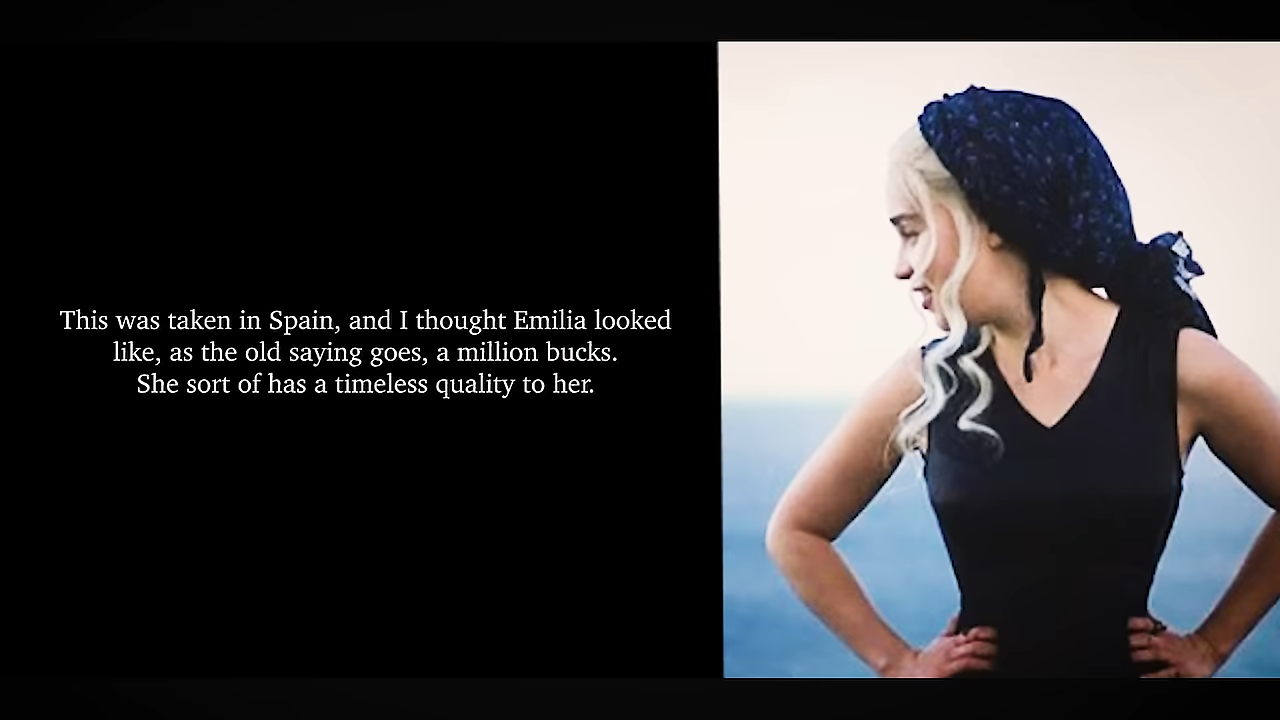 This was taken in Spain, and I thought Emilia looked
like, as the old saying goes, a million bucks.
She sort of has a timeless quality to her.